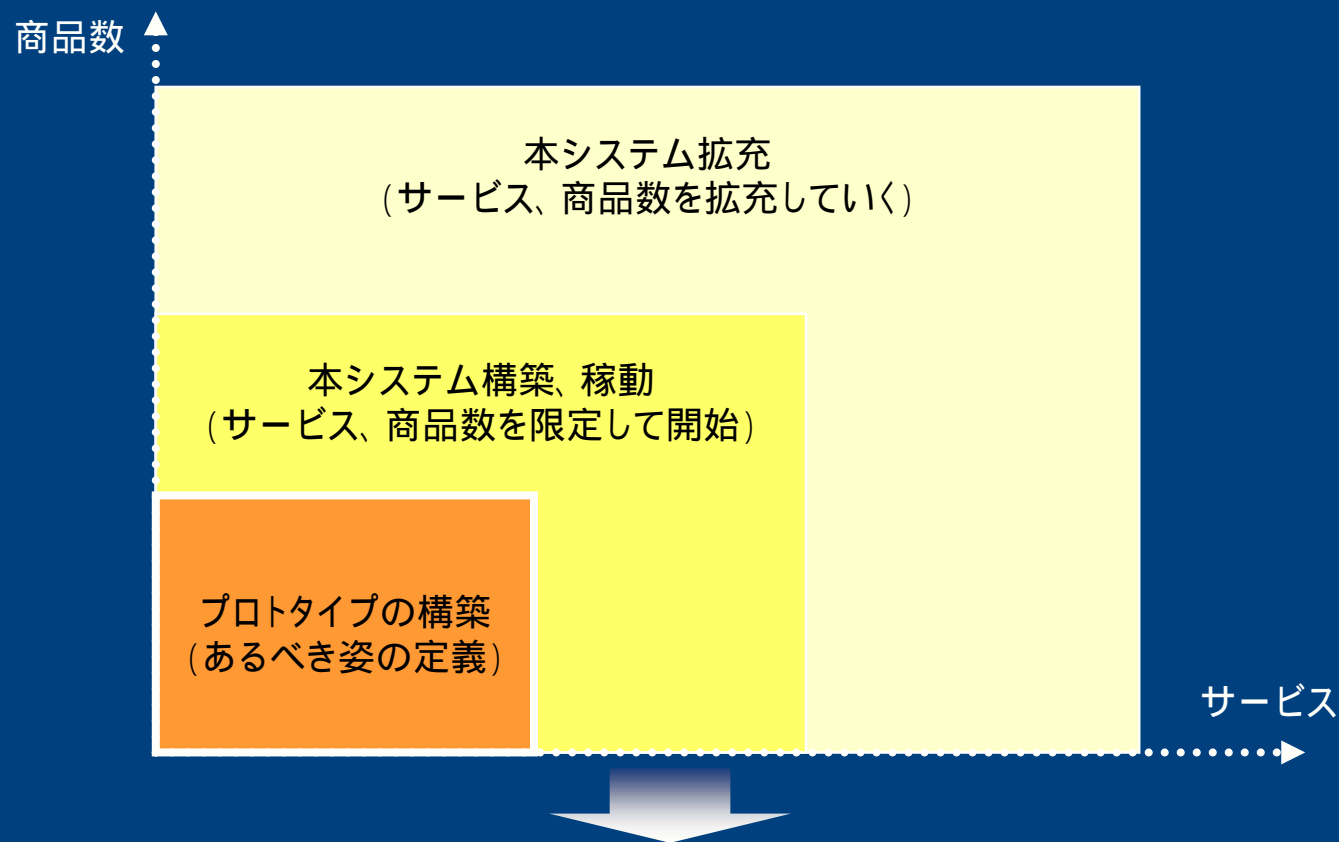 商品数
本システム拡充
(サービス、商品数を拡充していく)
本システム構築、稼動
(サービス、商品数を限定して開始)
プロトタイプの構築
(あるべき姿の定義)
サービス